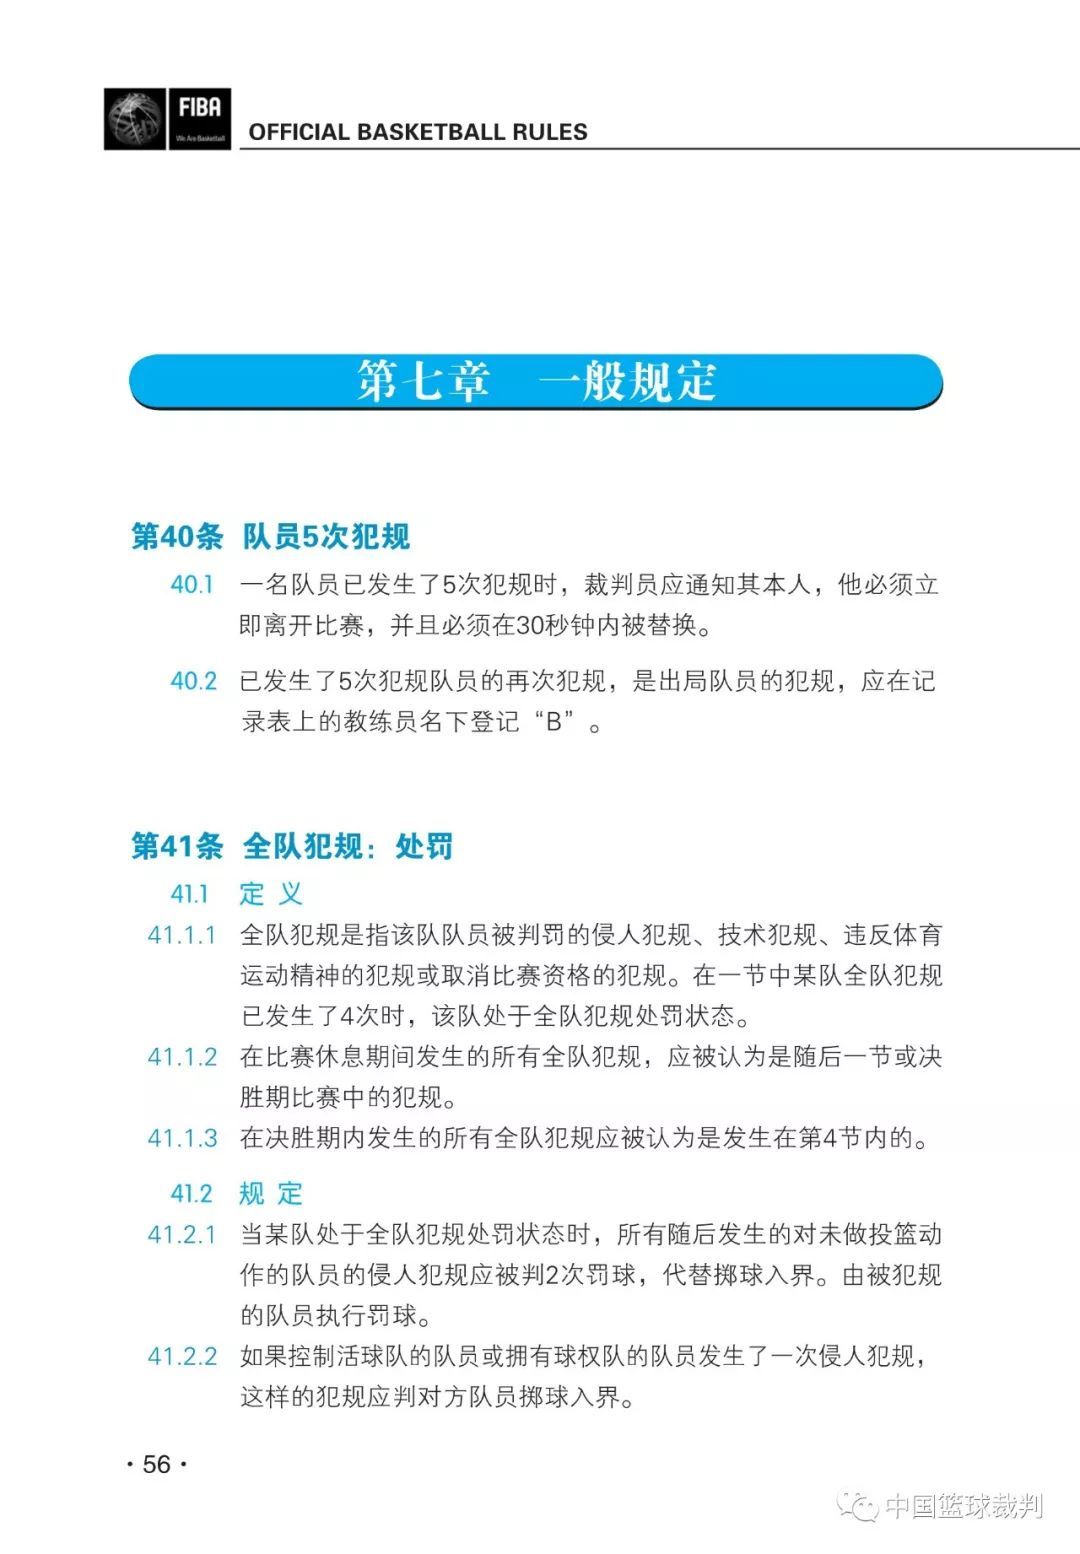 FIBA
We Are Basketball
OFFICIAL BASKETBALL RULES
第七章 一般规定
第40条 队员5次犯规
40.1 一名队员已发生了5次犯规时，裁判员应通知其本人，他必须立
即离开比赛，并且必须在30秒钟内被替换。
40.2 已发生了5次犯规队员的再次犯规，是出局队员的犯规，应在记
录表上的教练员名下登记“B”。
第41条 全队犯规：处罚
41.1 定 义
41.1.1 全队犯规是指该队队员被判罚的侵人犯规、技术犯规、违反体育
运动精神的犯规或取消比赛资格的犯规。在一节中某队全队犯规
已发生了4次时，该队处于全队犯规处罚状态。
41.1.2 在比赛休息期间发生的所有全队犯规，应被认为是随后一节或决
胜期比赛中的犯规。
41.1.3 在决胜期内发生的所有全队犯规应被认为是发生在第4节内的。
41.2 规 定
41.2.1 当某队处于全队犯规处罚状态时，所有随后发生的对未做投篮动
作的队员的侵人犯规应被判2次罚球，代替掷球入界。由被犯规
的队员执行罚球。
41.2.2 如果控制活球队的队员或拥有球权队的队员发生了一次侵人犯规，
这样的犯规应判对方队员掷球入界。
· 56 ·
中国篮球裁判